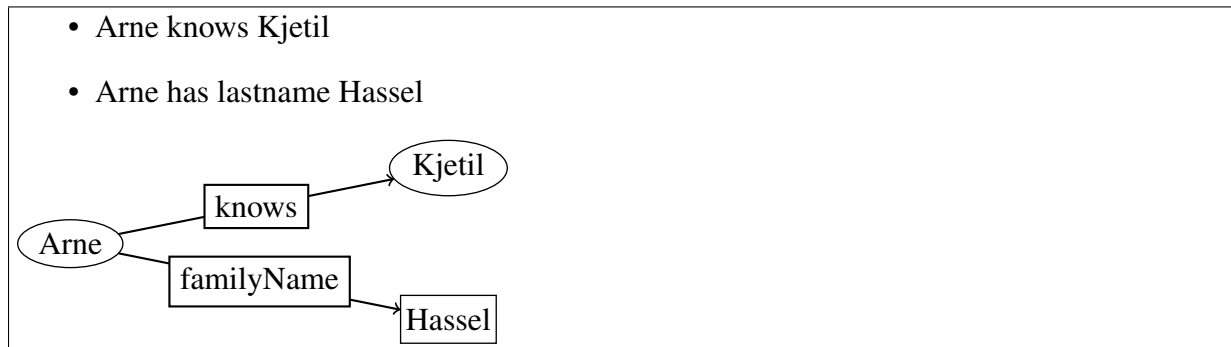 • Arne knows Kjetil
• Arne has lastname Hassel
Kjetil
knows
Arne
familyName
Hassel